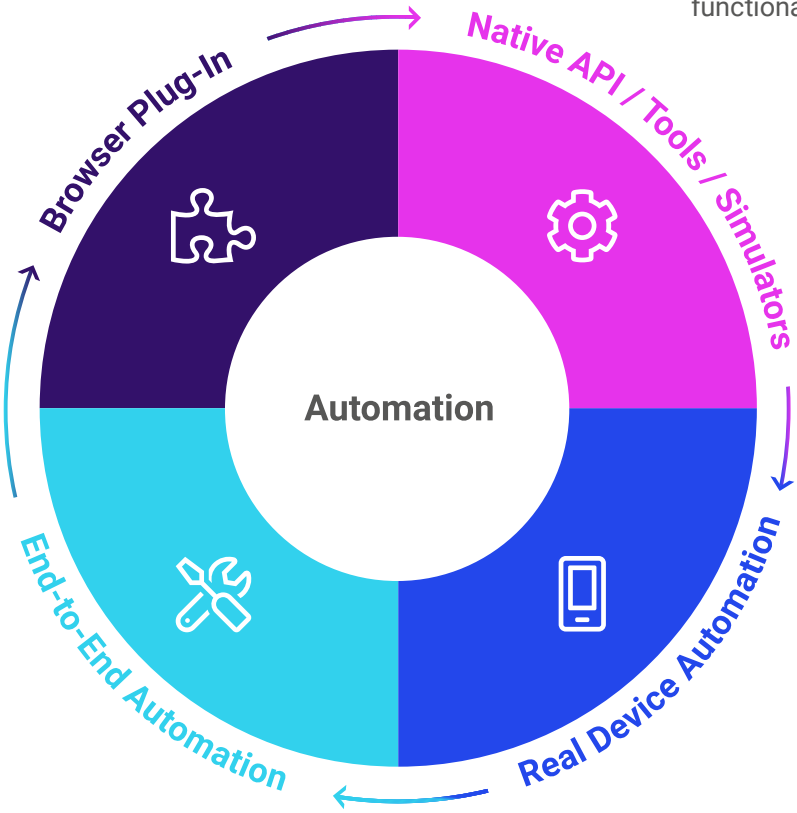 Browser Plug-In
Native API / Tools / Simulators
Automation
End-to-End Automation
Real Device Automation